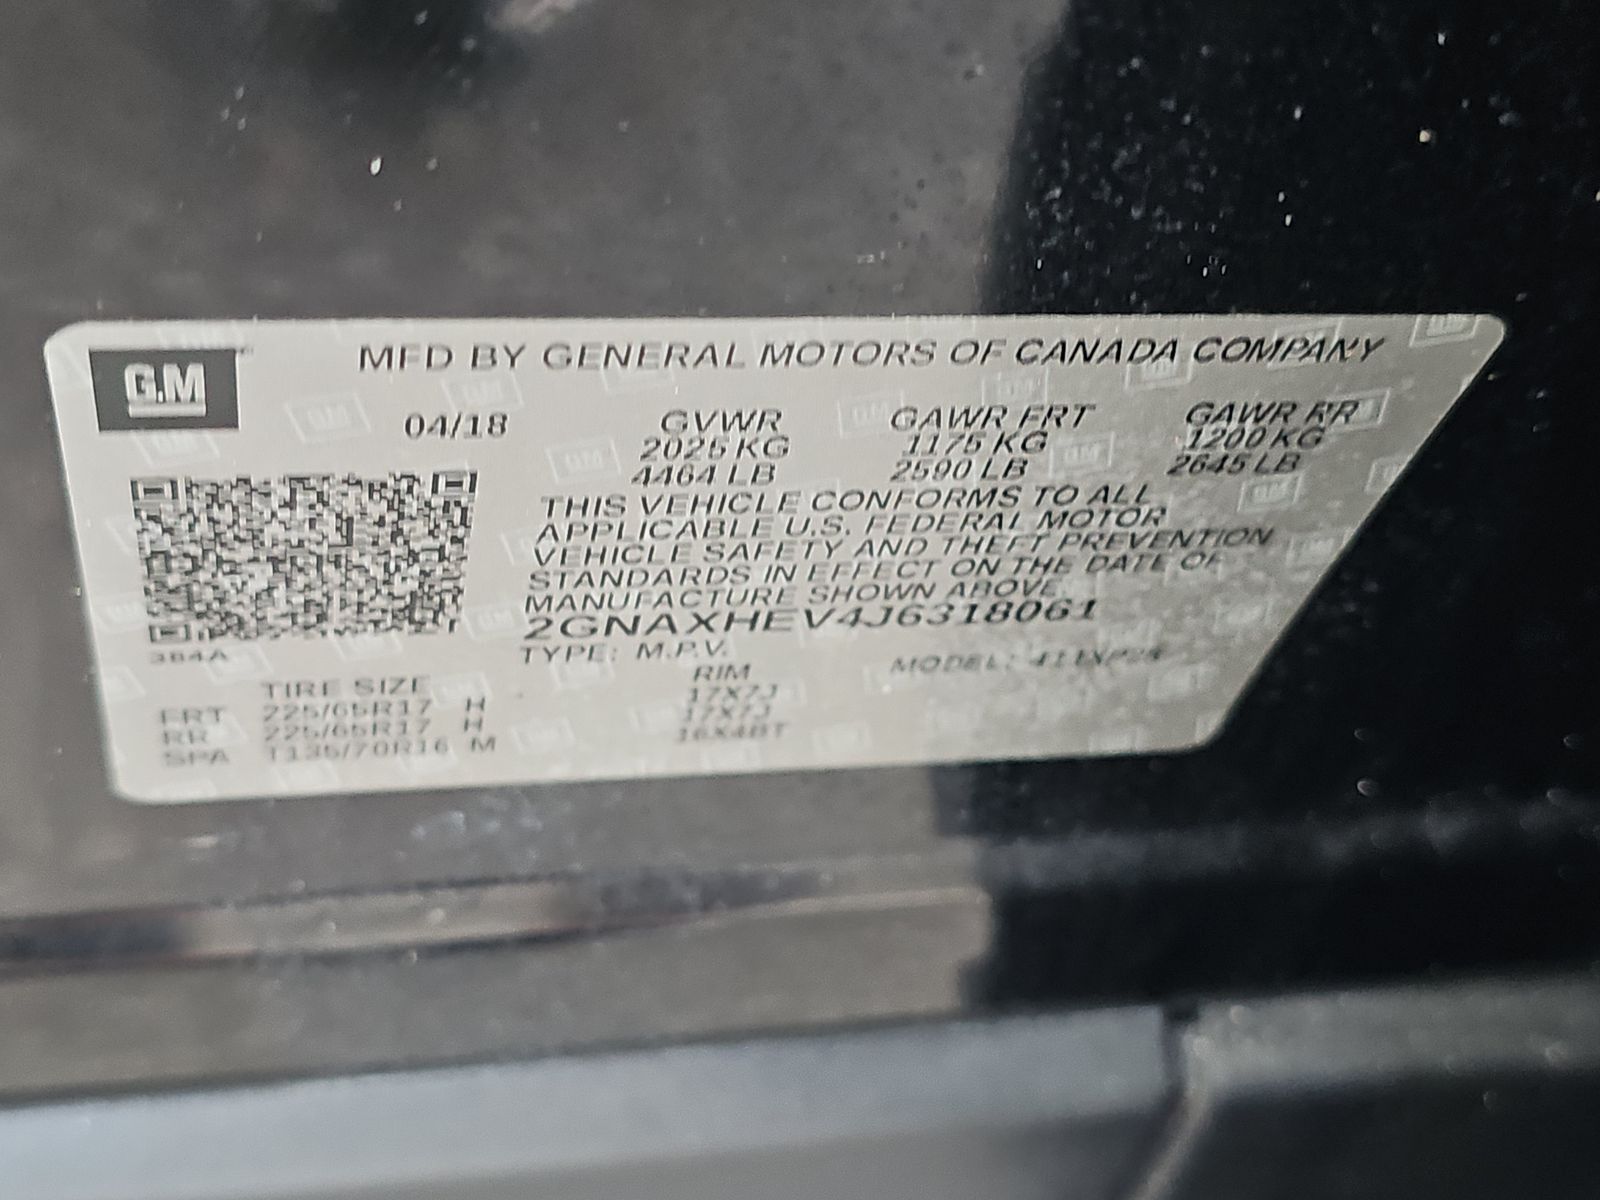 GM
MFD BY GENERAL MOTORS OF CANADA COMPANY
04/18 GVWR GAWR FRT GAWR RR
2025 KG 1175 KG 1200 KG
4464 LB 2590 LB 2645 LB
THIS VEHICLE CONFORMS TO ALL
APPLICABLE U.S. FEDERAL MOTOR
VEHICLE SAFETY AND THEFT PREVENTION
STANDARDS IN EFFECT ON THE DATE OF
MANUFACTURE SHOWN ABOVE.
2GNAXHEV4J6318061
384A
TYPE: M.P.V. MODEL:
TIRE SIZE RIM
FRT 225/65R17 H 17X7J
RR 225/65R17 H 17X7J
SPA T135/70R16 M 16X4BT